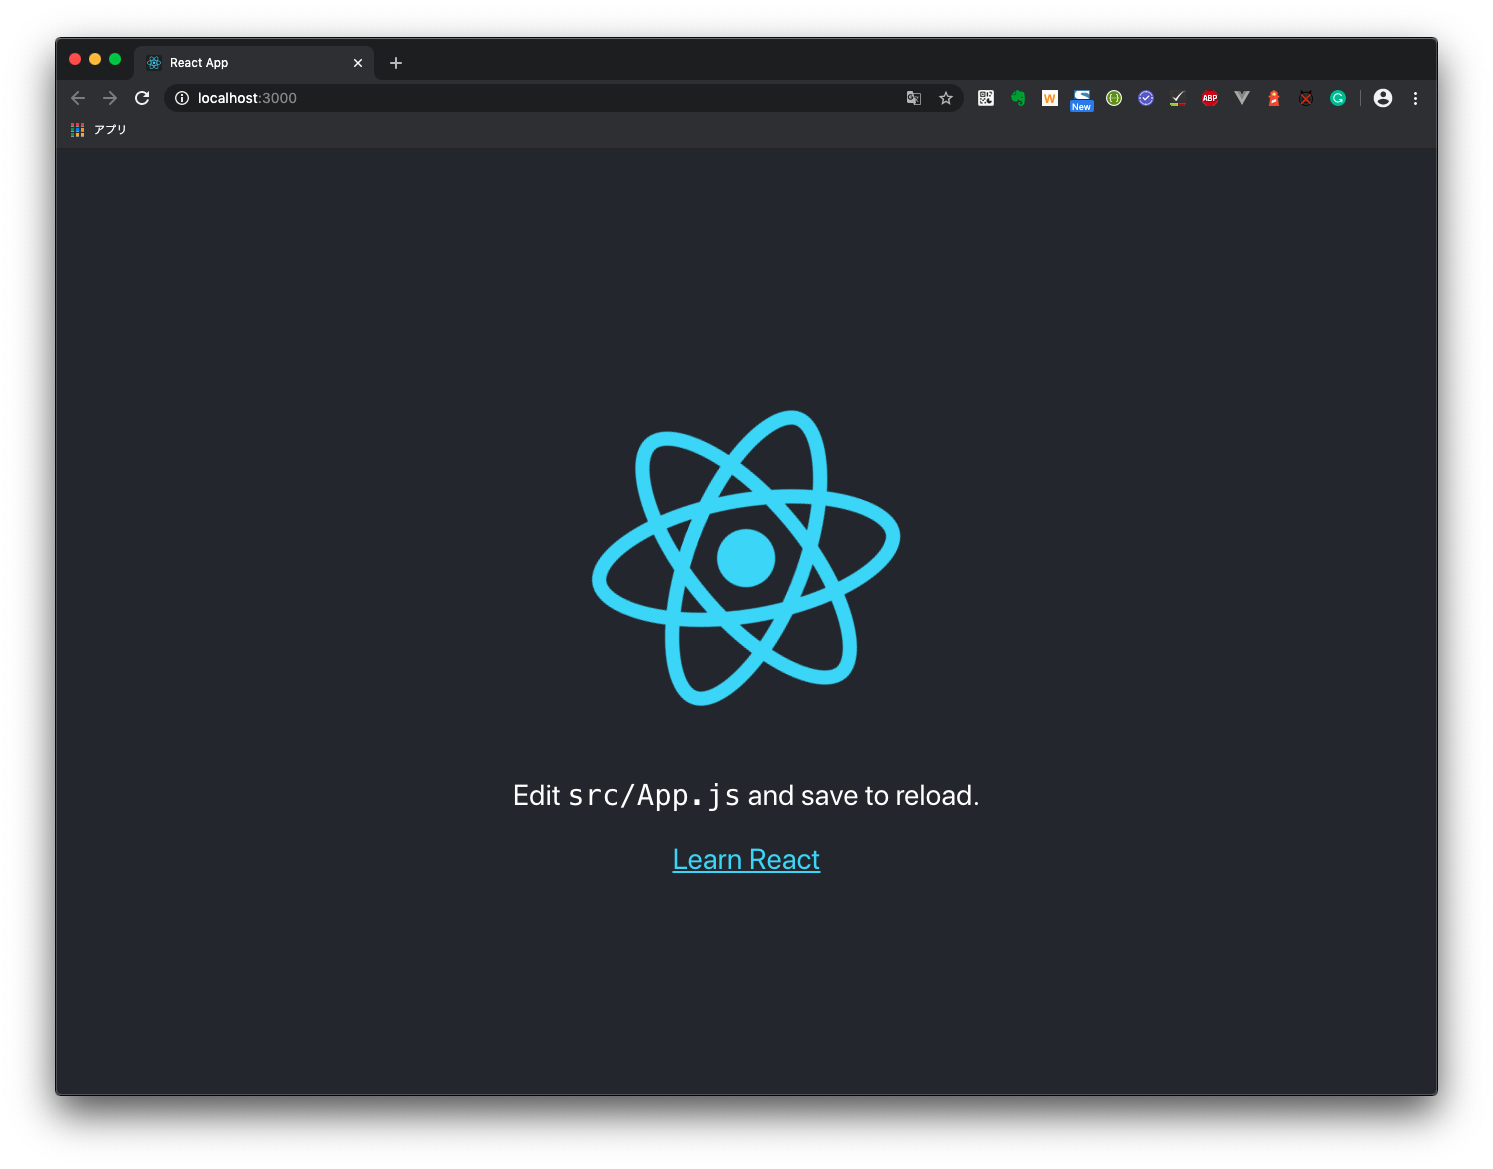 React App
localhost:3000
New
ABP
アプリ
Edit src/App.js and save to reload.
Learn React